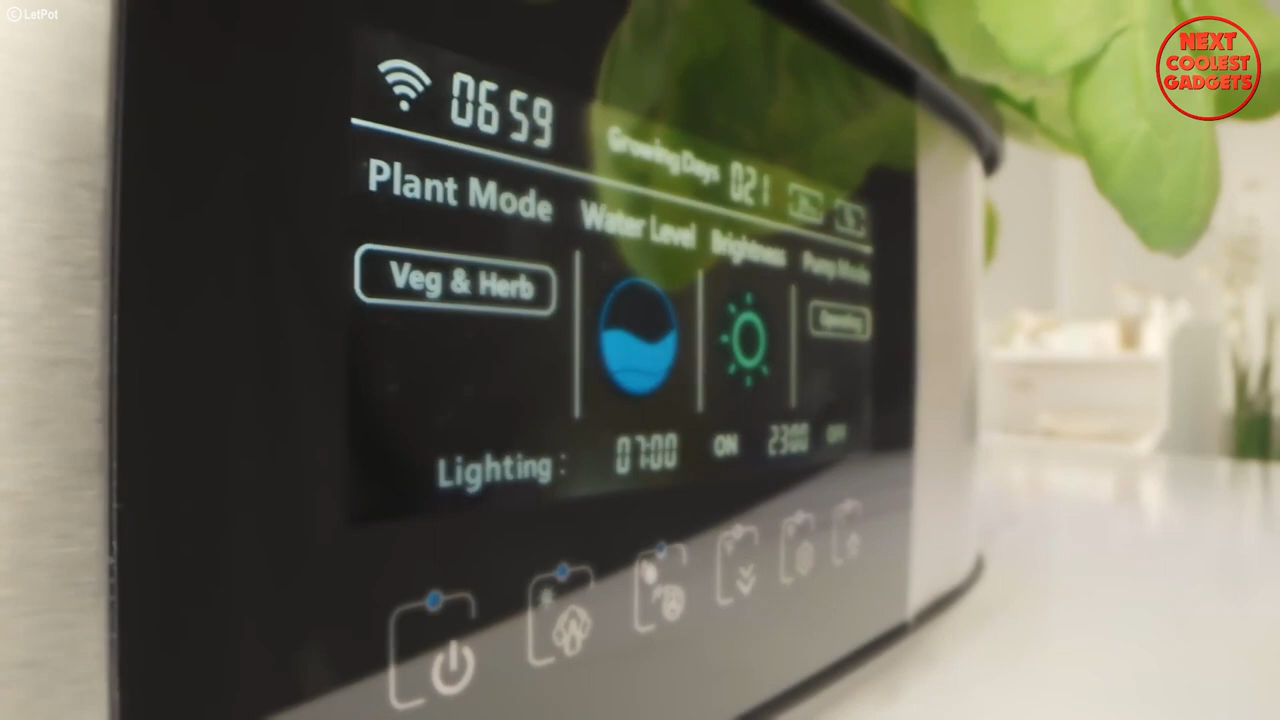 © LetPot
NEXT
COOLEST
GADGETS
06 59
Growing Days 021
Plant Mode
Water Level
Brightness
Pump Mode
Veg & Herb
Lighting : 07:00 ON 23:00 OFF